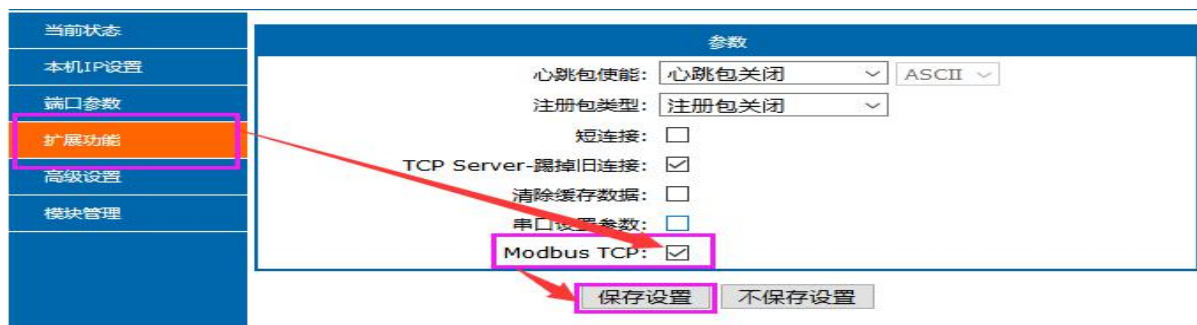 当前状态
本机IP设置
端口参数
扩展功能
高级设置
模块管理
参数
心跳包使能: 心跳包关闭 ASCII
注册包类型: 注册包关闭
短连接:
TCP Server-踢掉旧连接:
清除缓存数据:
串口设置参数:
Modbus TCP:
保存设置 不保存设置